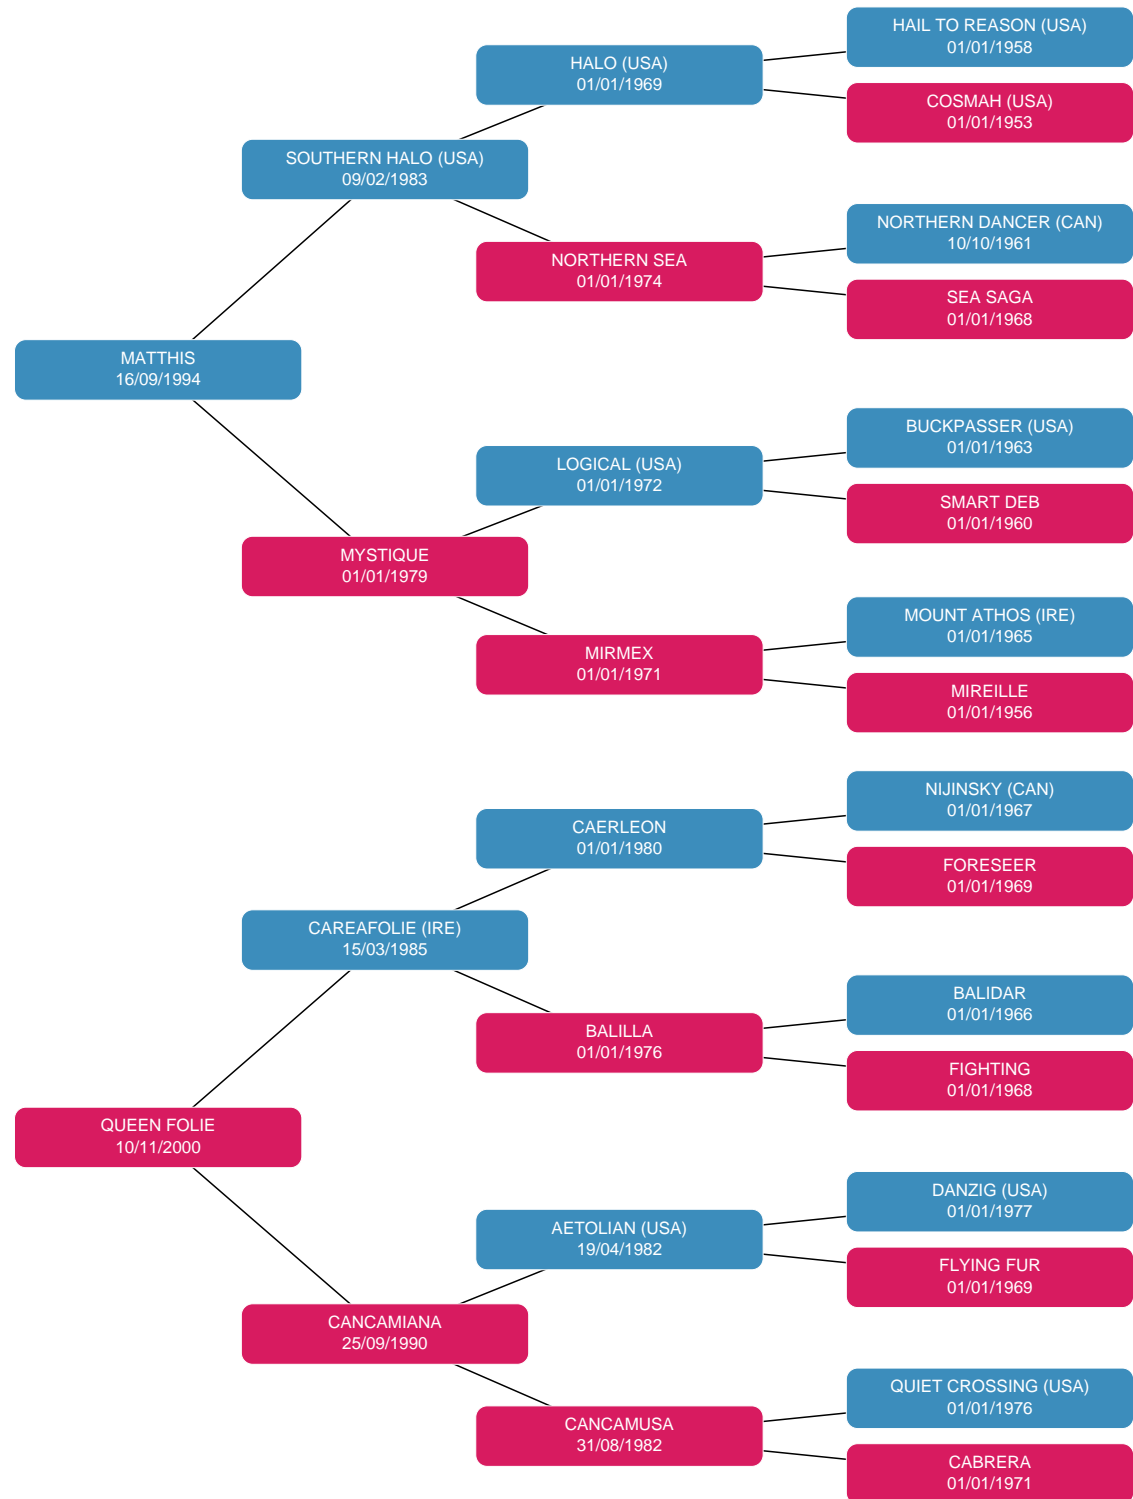 HAIL TO REASON (USA)
01/01/1958
HALO (USA)
01/01/1969
COSMAH (USA)
01/01/1953
SOUTHERN HALO (USA)
09/02/1983
NORTHERN DANCER (CAN)
10/10/1961
NORTHERN SEA
01/01/1974
SEA SAGA
01/01/1968
MATTHIS
16/09/1994
BUCKPASSER (USA)
01/01/1963
LOGICAL (USA)
01/01/1972
SMART DEB
01/01/1960
MYSTIQUE
01/01/1979
MOUNT ATHOS (IRE)
01/01/1965
MIRMEX
01/01/1971
MIREILLE
01/01/1956
NIJINSKY (CAN)
01/01/1967
CAERLEON
01/01/1980
FORESEER
01/01/1969
CAREAFOLIE (IRE)
15/03/1985
BALIDAR
01/01/1966
BALILLA
01/01/1976
FIGHTING
01/01/1968
QUEEN FOLIE
10/11/2000
DANZIG (USA)
01/01/1977
AETOLIAN (USA)
19/04/1982
FLYING FUR
01/01/1969
CANCAMIANA
25/09/1990
QUIET CROSSING (USA)
01/01/1976
CANCAMUSA
31/08/1982
CABRERA
01/01/1971